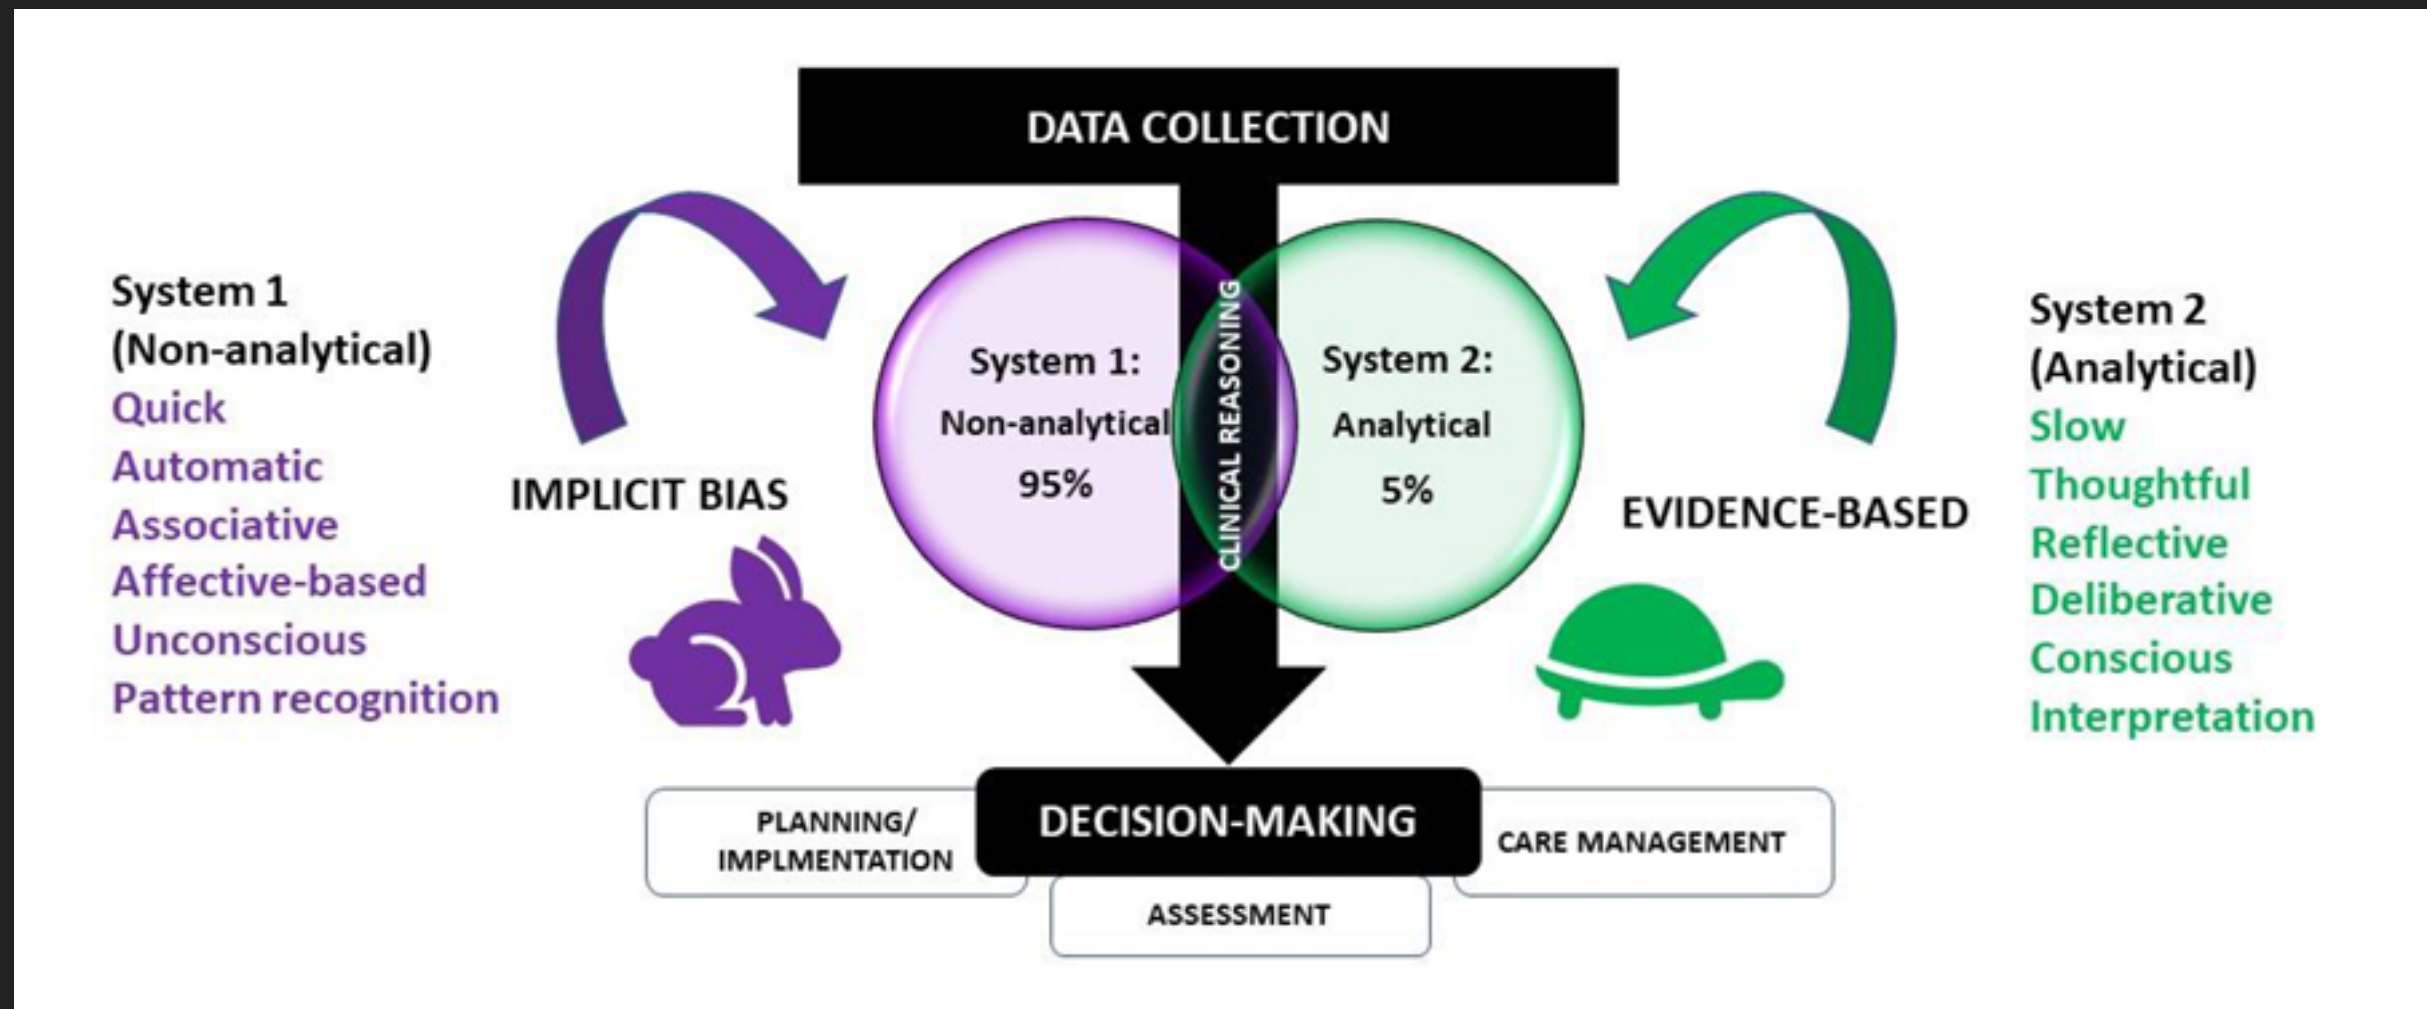 DATA COLLECTION
System 1
(Non-analytical)
Quick
Automatic
Associative
Affective-based
Unconscious
Pattern recognition
IMPLICIT BIAS
System 1:
Non-analytical
95%
CLINICAL REASONING
System 2:
Analytical
5%
EVIDENCE-BASED
System 2
(Analytical)
Slow
Thoughtful
Reflective
Deliberative
Conscious
Interpretation
PLANNING/
IMPLMENTATION
DECISION-MAKING
CARE MANAGEMENT
ASSESSMENT